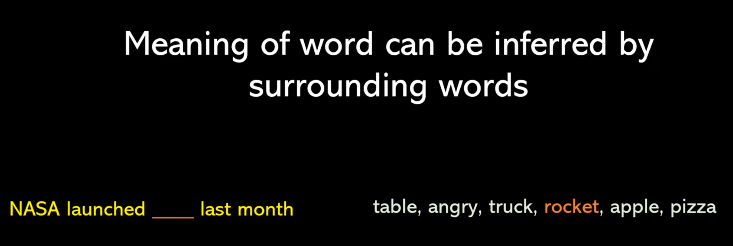 Meaning of word can be inferred by
surrounding words
NASA launched ____ last month
table, angry, truck, rocket, apple, pizza